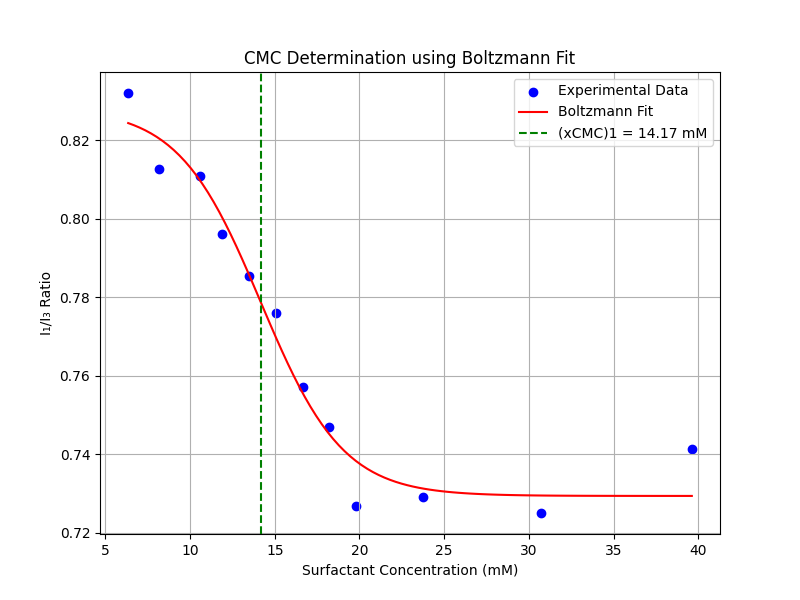 CMC Determination using Boltzmann Fit
Experimental Data
Boltzmann Fit
(xCMC)1 = 14.17 mM
I₁/I₃ Ratio
0.82
0.80
0.78
0.76
0.74
0.72
5 10 15 20 25 30 35 40
Surfactant Concentration (mM)